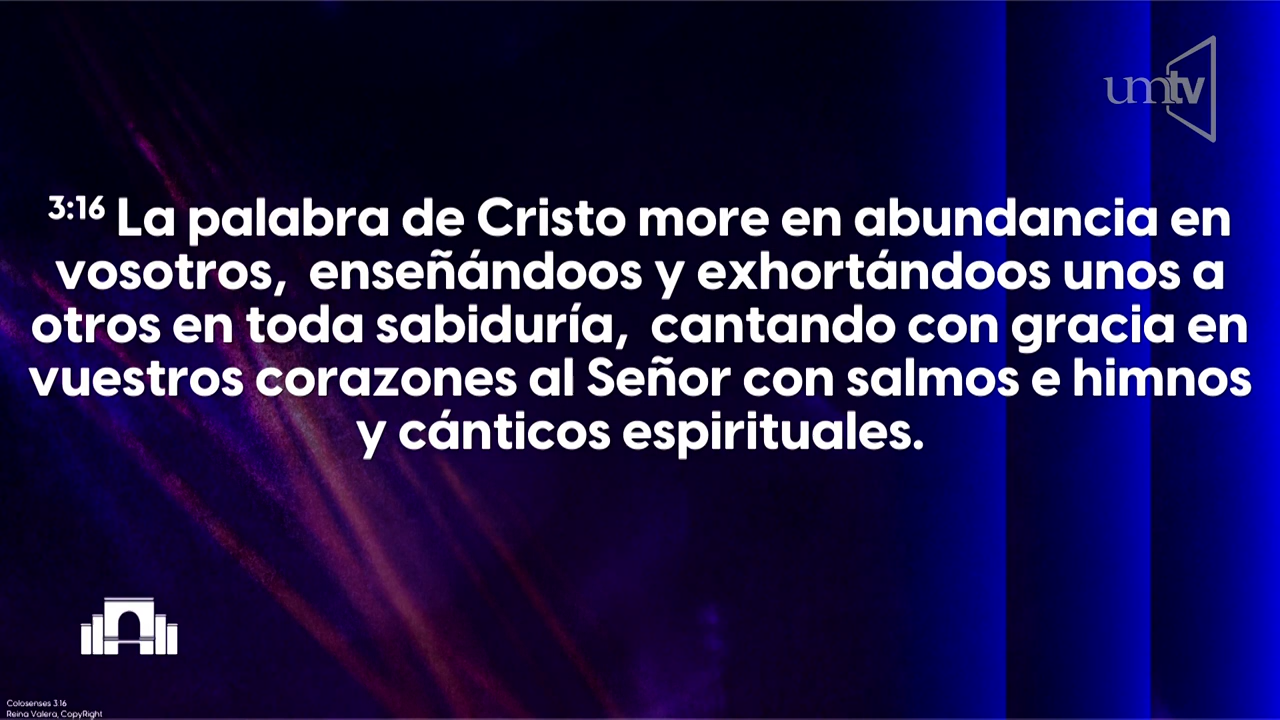 umtv
3:16 La palabra de Cristo more en abundancia en
vosotros, enseñándoos y exhortándoos unos a
otros en toda sabiduría, cantando con gracia en
vuestros corazones al Señor con salmos e himnos
y cánticos espirituales.
Colosenses 3:16
Reina Valera, CopyRight